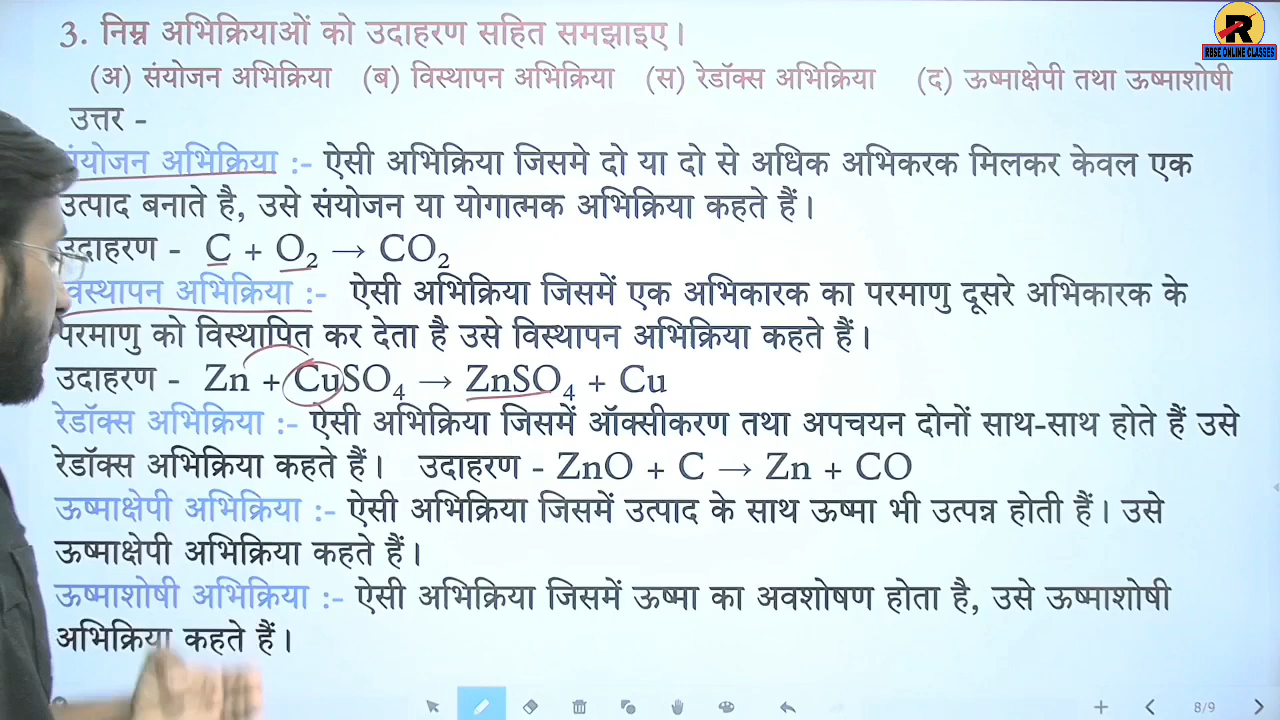 3. निम्न अभिक्रियाओं को उदाहरण सहित समझाइए।
(अ) संयोजन अभिक्रिया (ब) विस्थापन अभिक्रिया (स) रेडॉक्स अभिक्रिया (द) ऊष्माक्षेपी तथा ऊष्माशोषी
R
RBSE ONLINE CLASSES
उत्तर -
संयोजन अभिक्रिया :- ऐसी अभिक्रिया जिसमे दो या दो से अधिक अभिकरक मिलकर केवल एक
उत्पाद बनाते है, उसे संयोजन या योगात्मक अभिक्रिया कहते हैं।
उदाहरण - C + O₂ → CO₂
विस्थापन अभिक्रिया :- ऐसी अभिक्रिया जिसमें एक अभिकारक का परमाणु दूसरे अभिकारक के
परमाणु को विस्थापित कर देता है उसे विस्थापन अभिक्रिया कहते हैं।
उदाहरण - Zn + CuSO₄ → ZnSO₄ + Cu
रेडॉक्स अभिक्रिया :- ऐसी अभिक्रिया जिसमें ऑक्सीकरण तथा अपचयन दोनों साथ-साथ होते हैं उसे
रेडॉक्स अभिक्रिया कहते हैं। उदाहरण - ZnO + C → Zn + CO
ऊष्माक्षेपी अभिक्रिया :- ऐसी अभिक्रिया जिसमें उत्पाद के साथ ऊष्मा भी उत्पन्न होती हैं। उसे
ऊष्माक्षेपी अभिक्रिया कहते हैं।
ऊष्माशोषी अभिक्रिया :- ऐसी अभिक्रिया जिसमें ऊष्मा का अवशोषण होता है, उसे ऊष्माशोषी
अभिक्रिया कहते हैं।
8/9